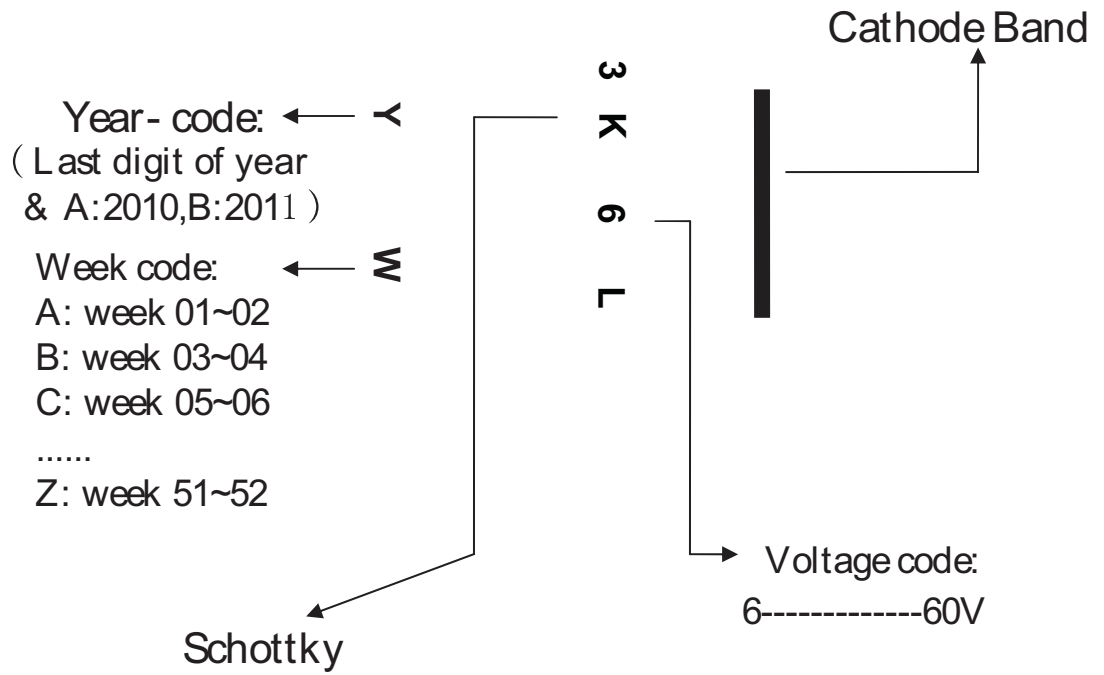 Cathode Band
3
K
6
L
Year- code:
Y
（Last digit of year
& A:2010,B:2011）
Week code:
W
A: week 01~02
B: week 03~04
C: week 05~06
......
Z: week 51~52
Schottky
Voltage code:
6-------------60V